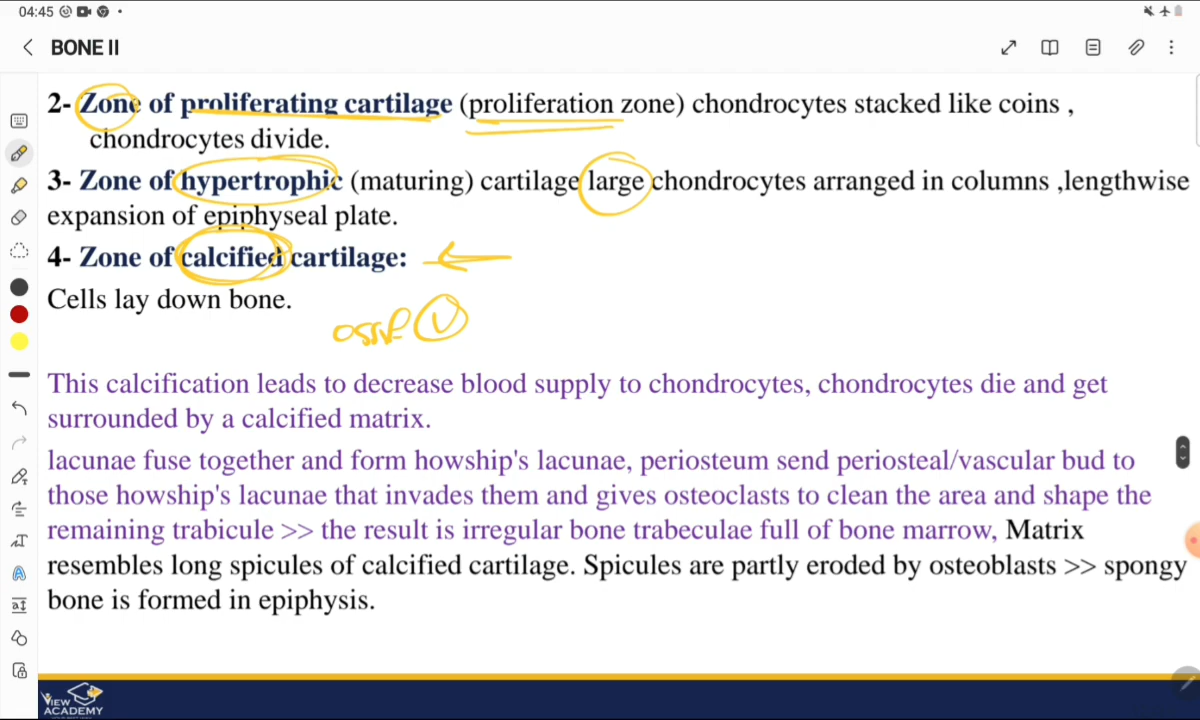 04:45
BONE II
2- Zone of proliferating cartilage (proliferation zone) chondrocytes stacked like coins ,
chondrocytes divide.
3- Zone of hypertrophic (maturing) cartilage large chondrocytes arranged in columns ,lengthwise
expansion of epiphyseal plate.
4- Zone of calcified cartilage:
Cells lay down bone.
This calcification leads to decrease blood supply to chondrocytes, chondrocytes die and get
surrounded by a calcified matrix.
lacunae fuse together and form howship's lacunae, periosteum send periosteal/vascular bud to
those howship's lacunae that invades them and gives osteoclasts to clean the area and shape the
remaining trabicule >> the result is irregular bone trabeculae full of bone marrow, Matrix
resembles long spicules of calcified cartilage. Spicules are partly eroded by osteoblasts >> spongy
bone is formed in epiphysis.
VIEW
ACADEMY